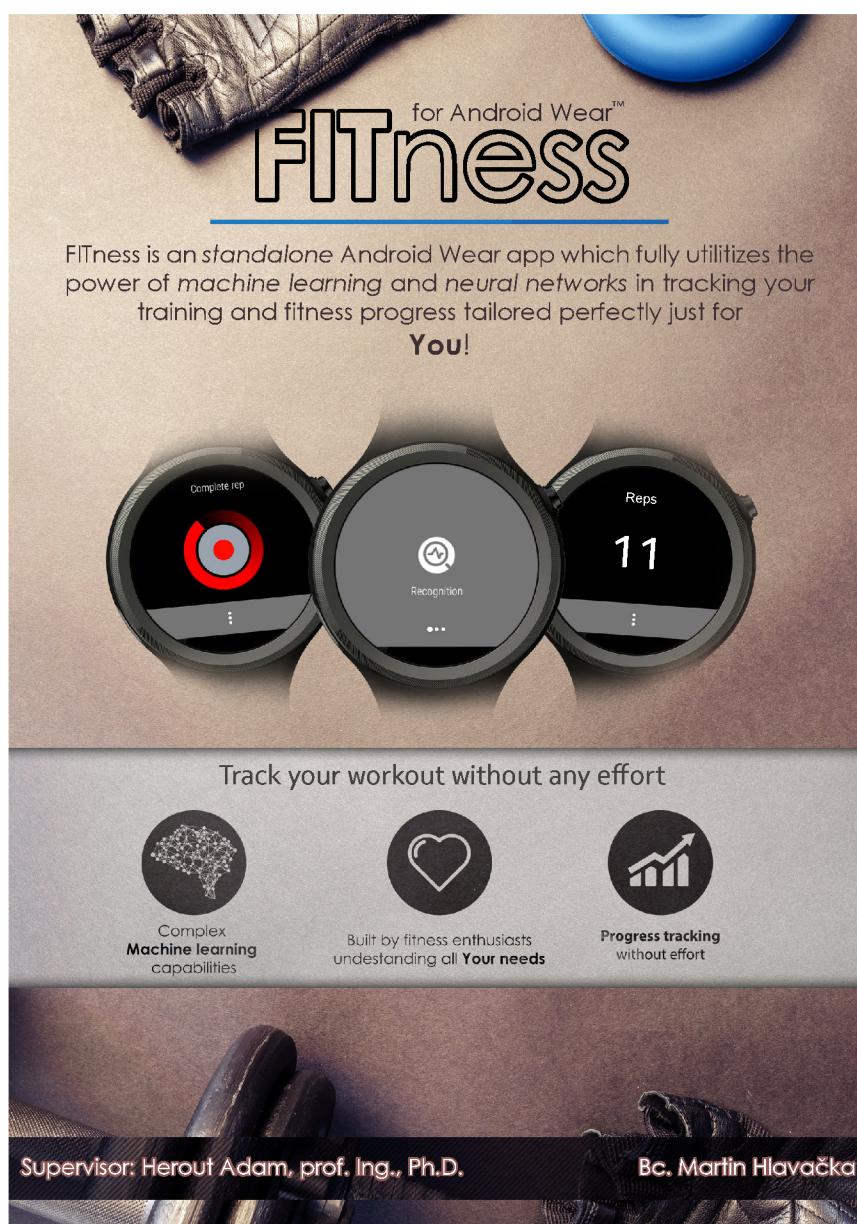 for Android Wear™
FITness
FITness is an standalone Android Wear app which fully utilitizes the
power of machine learning and neural networks in tracking your
training and fitness progress tailored perfectly just for
You!
Complete rep
Recognition
Reps
11
Track your workout without any effort
Complex
Machine learning
capabilities
Built by fitness enthusiasts
undestanding all Your needs
Progress tracking
without effort
Supervisor: Herout Adam, prof. Ing., Ph.D.
Bc. Martin Hlavačka